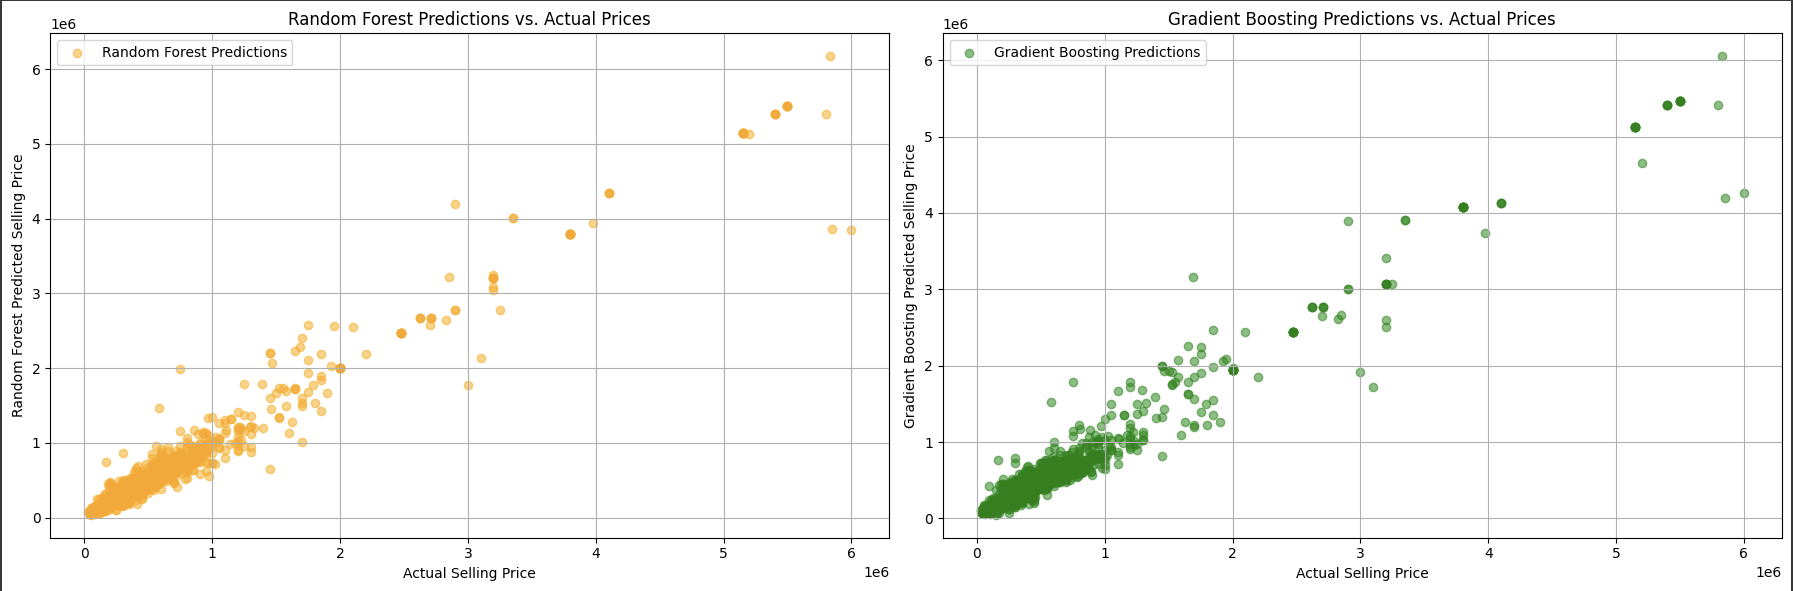 Random Forest Predictions vs. Actual Prices
1e6
Random Forest Predictions
6
5
4
3
2
1
0
Random Forest Predicted Selling Price
0 1 2 3 4 5 6
Actual Selling Price
1e6
Gradient Boosting Predictions vs. Actual Prices
1e6
Gradient Boosting Predictions
6
5
4
3
2
1
0
Gradient Boosting Predicted Selling Price
0 1 2 3 4 5 6
Actual Selling Price
1e6